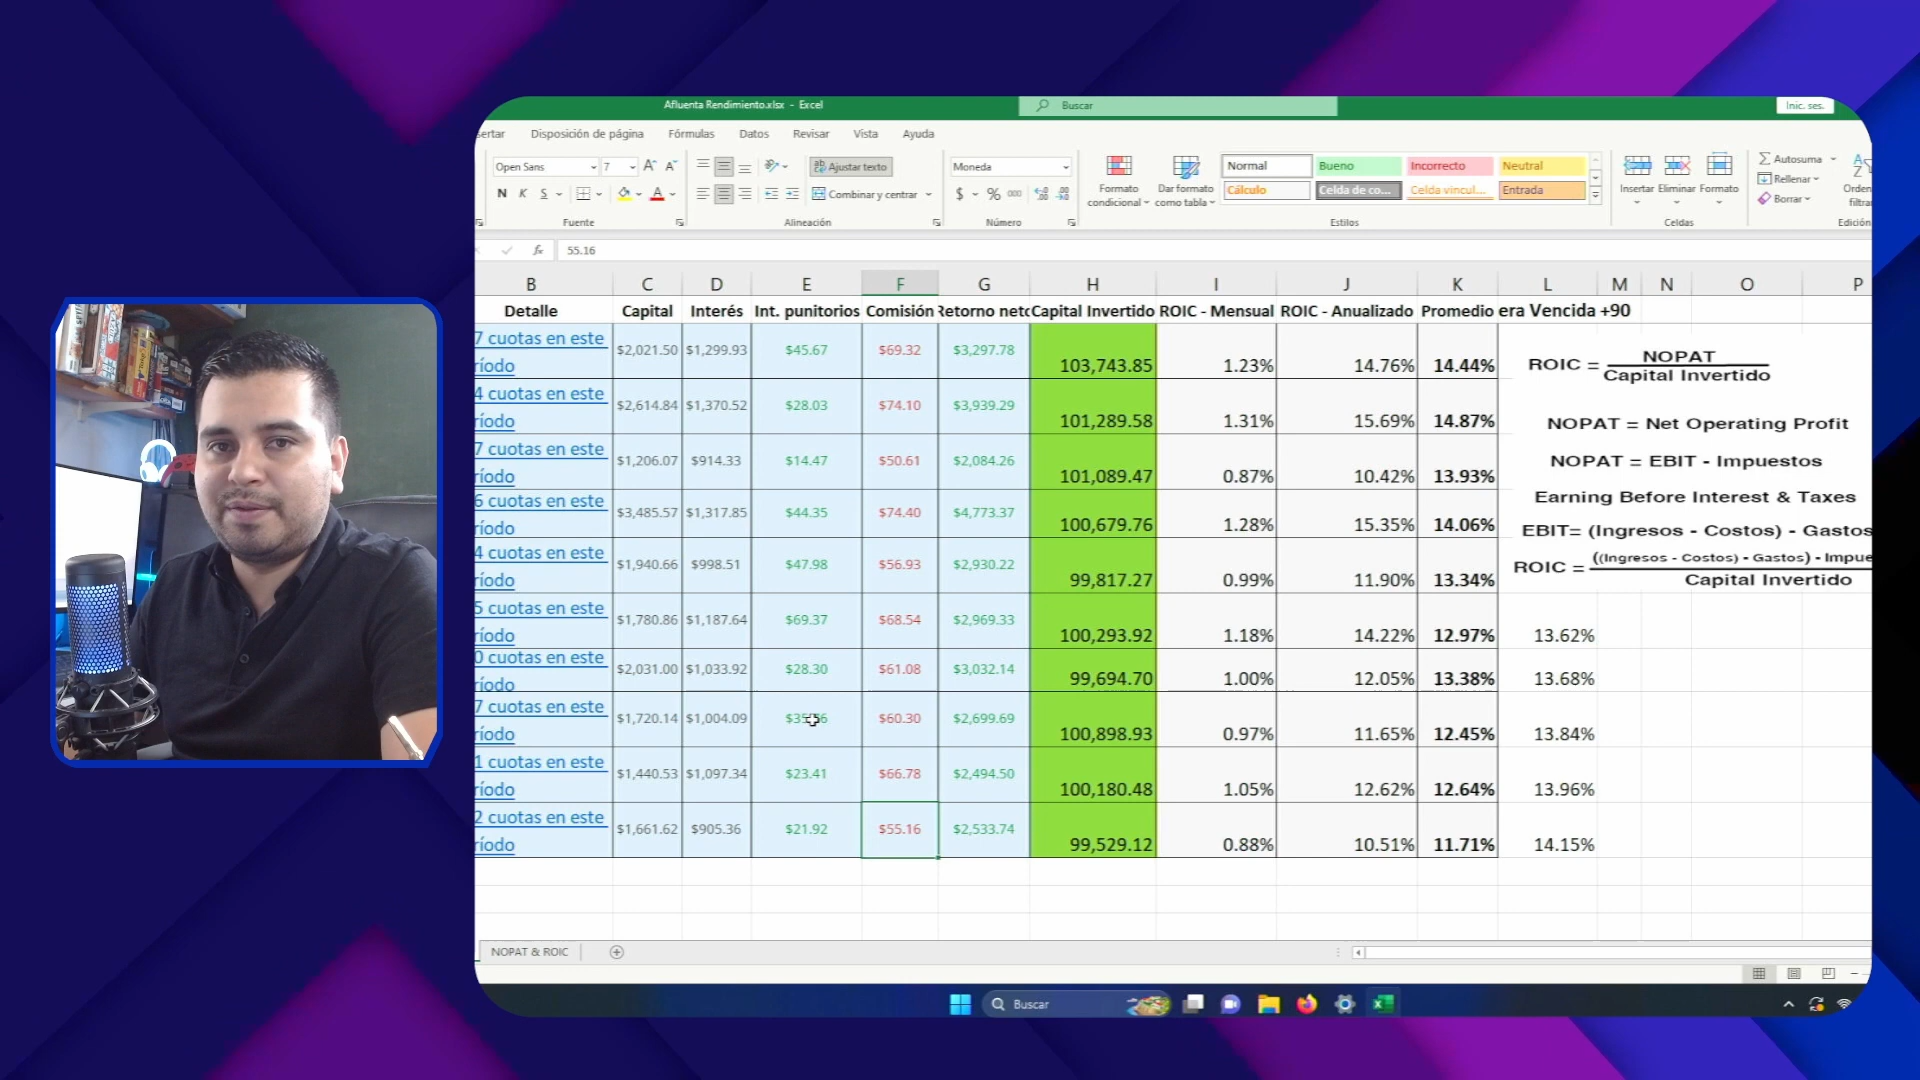 Afluenta Rendimiento.xlsx - Excel
Buscar
Inic. ses.
sertar Disposición de página Fórmulas Datos Revisar Vista Ayuda
Open Sans 7 A A Ajustar texto Moneda Normal Bueno Incorrecto Neutral Autosuma
N K S A Combinar y centrar $ % 000 Formato condicional Dar formato como tabla Cálculo Celda de co... Celda vincul... Entrada Insertar Eliminar Formato Rellenar Borrar Orden filtra
Fuente Alineación Número Estilos Celdas Edición
fx 55.16
B C D E F G H I J K L M N O P
Detalle Capital Interés Int. punitorios Comisión Retorno neto Capital Invertido ROIC - Mensual ROIC - Anualizado Promedio era Vencida +90
7 cuotas en este ríodo $2,021.50 $1,299.93 $45.67 $69.32 $3,297.78 103,743.85 1.23% 14.76% 14.44%
4 cuotas en este ríodo $2,614.84 $1,370.52 $28.03 $74.10 $3,939.29 101,289.58 1.31% 15.69% 14.87%
7 cuotas en este ríodo $1,206.07 $914.33 $14.47 $50.61 $2,084.26 101,089.47 0.87% 10.42% 13.93%
6 cuotas en este ríodo $3,485.57 $1,317.85 $44.35 $74.40 $4,773.37 100,679.76 1.28% 15.35% 14.06%
4 cuotas en este ríodo $1,940.66 $998.51 $47.98 $56.93 $2,930.22 99,817.27 0.99% 11.90% 13.34%
5 cuotas en este ríodo $1,780.86 $1,187.64 $69.37 $68.54 $2,969.33 100,293.92 1.18% 14.22% 12.97% 13.62%
0 cuotas en este ríodo $2,031.00 $1,033.92 $28.30 $61.08 $3,032.14 99,694.70 1.00% 12.05% 13.38% 13.68%
7 cuotas en este ríodo $1,720.14 $1,004.09 $60.30 $2,699.69 100,898.93 0.97% 11.65% 12.45% 13.84%
1 cuotas en este ríodo $1,440.53 $1,097.34 $23.41 $66.78 $2,494.50 100,180.48 1.05% 12.62% 12.64% 13.96%
2 cuotas en este ríodo $1,661.62 $905.36 $21.92 $55.16 $2,533.74 99,529.12 0.88% 10.51% 11.71% 14.15%
ROIC = NOPAT
Capital Invertido
NOPAT = Net Operating Profit
NOPAT = EBIT - Impuestos
Earning Before Interest & Taxes
EBIT= (Ingresos - Costos) - Gastos
ROIC = ((Ingresos - Costos) - Gastos) - Impue
Capital Invertido
NOPAT & ROIC
Buscar